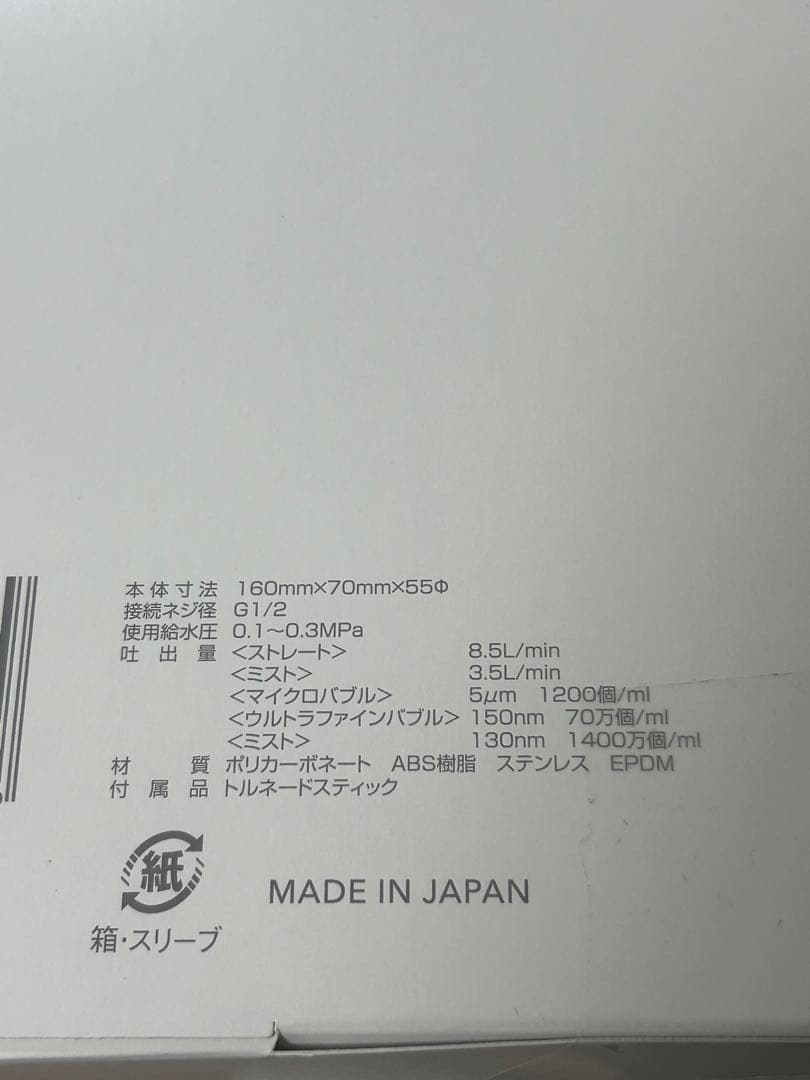 本体寸法 160mm×70mm×55Φ
接続ネジ径 G1/2
使用給水圧 0.1～0.3MPa
吐出量 <ストレート> 8.5L/min
<ミスト> 3.5L/min
<マイクロバブル> 5μm 1200個/ml
<ウルトラファインバブル> 150nm 70万個/ml
<ミスト> 130nm 1400万個/ml
材質 ポリカーボネート ABS樹脂 ステンレス EPDM
付属品 トルネードスティック
紙
箱・スリーブ
MADE IN JAPAN